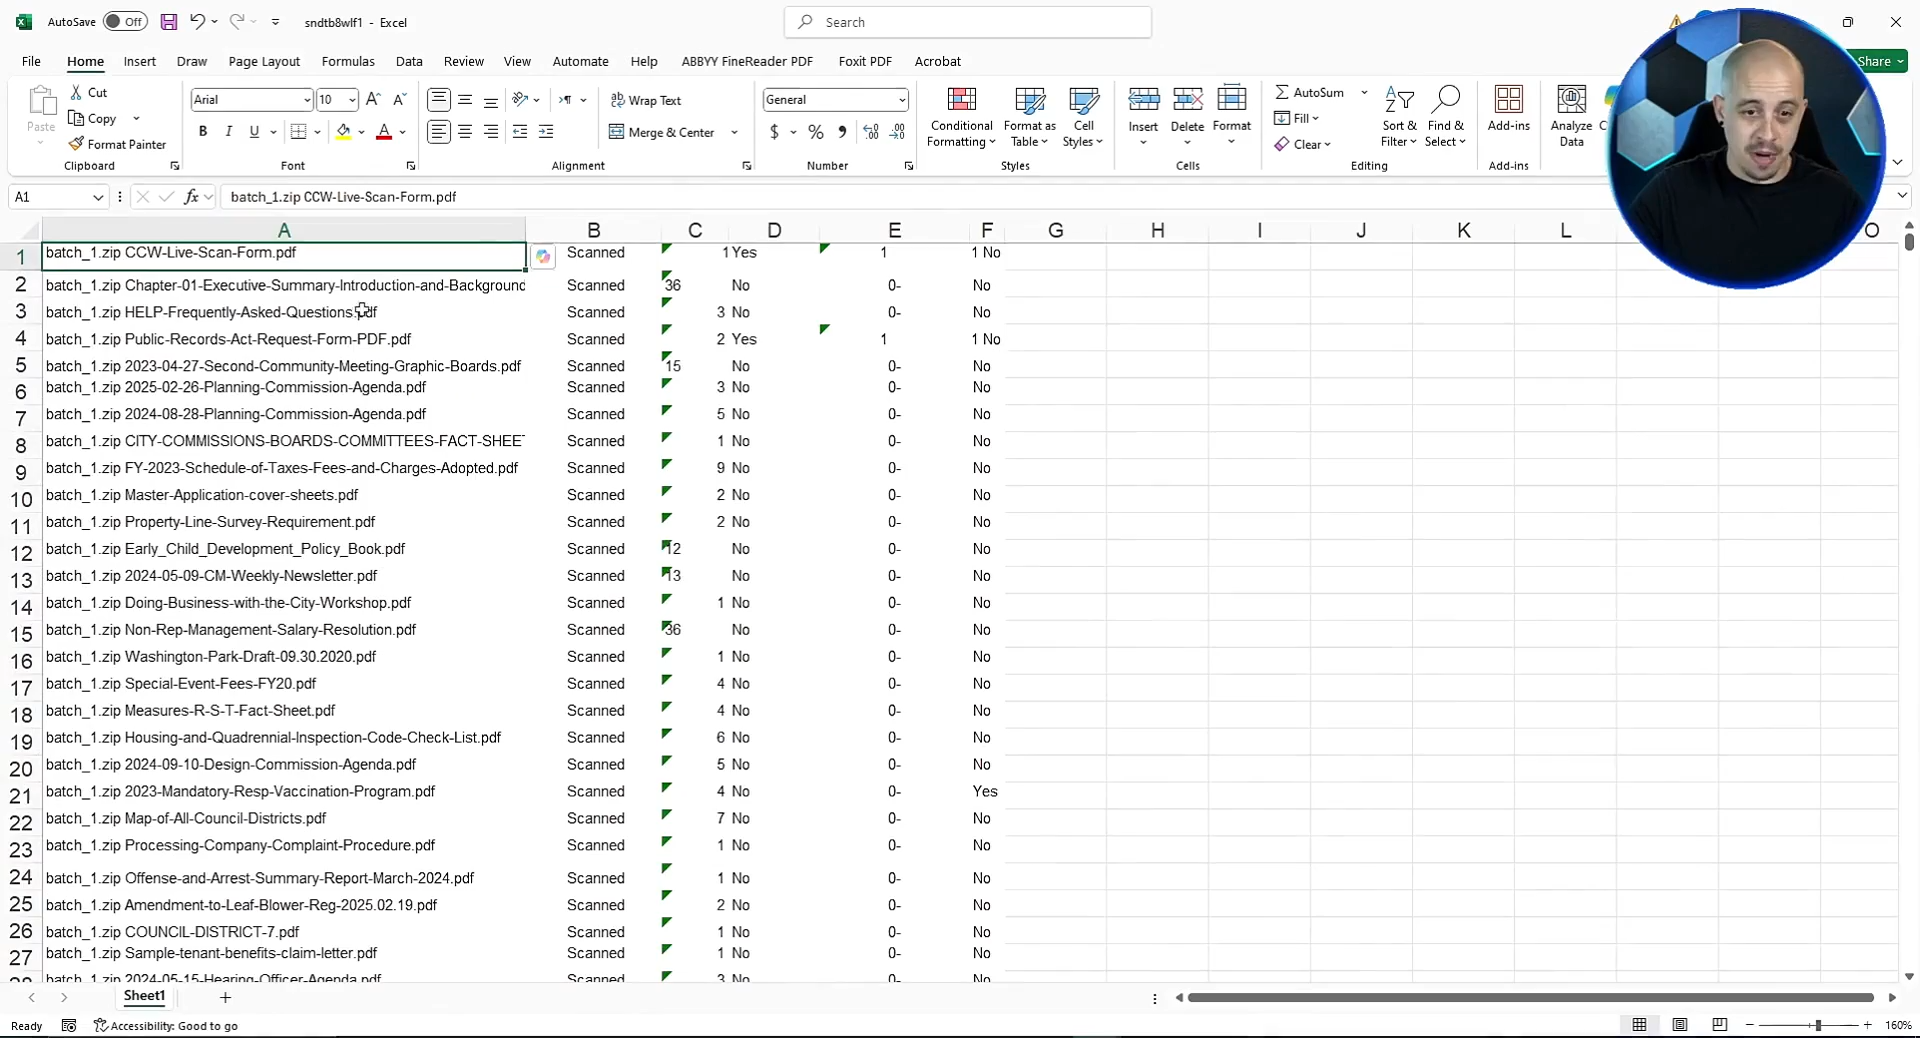 AutoSave Off sndtb8wlf1 - Excel Search
File Home Insert Draw Page Layout Formulas Data Review View Automate Help ABBYY FineReader PDF Foxit PDF Acrobat Share
Paste Cut Copy Format Painter Clipboard
Arial 10 B I U Font
Wrap Text Merge & Center Alignment
General $ % Number
Conditional Formatting Format as Table Cell Styles Styles
Insert Delete Format Cells
AutoSum Fill Clear Sort & Filter Find & Select Editing
Add-ins Add-ins
Analyze Data
A1 fx batch_1.zip CCW-Live-Scan-Form.pdf
A B C D E F G H I J K L O
1 batch_1.zip CCW-Live-Scan-Form.pdf Scanned 1 Yes 1 1 No
2 batch_1.zip Chapter-01-Executive-Summary-Introduction-and-Background Scanned 36 No 0- No
3 batch_1.zip HELP-Frequently-Asked-Questions.pdf Scanned 3 No 0- No
4 batch_1.zip Public-Records-Act-Request-Form-PDF.pdf Scanned 2 Yes 1 1 No
5 batch_1.zip 2023-04-27-Second-Community-Meeting-Graphic-Boards.pdf Scanned 15 No 0- No
6 batch_1.zip 2025-02-26-Planning-Commission-Agenda.pdf Scanned 3 No 0- No
7 batch_1.zip 2024-08-28-Planning-Commission-Agenda.pdf Scanned 5 No 0- No
8 batch_1.zip CITY-COMMISSIONS-BOARDS-COMMITTEES-FACT-SHEET Scanned 1 No 0- No
9 batch_1.zip FY-2023-Schedule-of-Taxes-Fees-and-Charges-Adopted.pdf Scanned 9 No 0- No
10 batch_1.zip Master-Application-cover-sheets.pdf Scanned 2 No 0- No
11 batch_1.zip Property-Line-Survey-Requirement.pdf Scanned 2 No 0- No
12 batch_1.zip Early_Child_Development_Policy_Book.pdf Scanned 12 No 0- No
13 batch_1.zip 2024-05-09-CM-Weekly-Newsletter.pdf Scanned 13 No 0- No
14 batch_1.zip Doing-Business-with-the-City-Workshop.pdf Scanned 1 No 0- No
15 batch_1.zip Non-Rep-Management-Salary-Resolution.pdf Scanned 36 No 0- No
16 batch_1.zip Washington-Park-Draft-09.30.2020.pdf Scanned 1 No 0- No
17 batch_1.zip Special-Event-Fees-FY20.pdf Scanned 4 No 0- No
18 batch_1.zip Measures-R-S-T-Fact-Sheet.pdf Scanned 4 No 0- No
19 batch_1.zip Housing-and-Quadrennial-Inspection-Code-Check-List.pdf Scanned 6 No 0- No
20 batch_1.zip 2024-09-10-Design-Commission-Agenda.pdf Scanned 5 No 0- No
21 batch_1.zip 2023-Mandatory-Resp-Vaccination-Program.pdf Scanned 4 No 0- Yes
22 batch_1.zip Map-of-All-Council-Districts.pdf Scanned 7 No 0- No
23 batch_1.zip Processing-Company-Complaint-Procedure.pdf Scanned 1 No 0- No
24 batch_1.zip Offense-and-Arrest-Summary-Report-March-2024.pdf Scanned 1 No 0- No
25 batch_1.zip Amendment-to-Leaf-Blower-Reg-2025.02.19.pdf Scanned 2 No 0- No
26 batch_1.zip COUNCIL-DISTRICT-7.pdf Scanned 1 No 0- No
27 batch_1.zip Sample-tenant-benefits-claim-letter.pdf Scanned 1 No 0- No
28 batch_1.zip 2024-05-15-Hearing-Officer-Agenda.pdf Scanned 3 No 0- No
Sheet1
Ready Accessibility: Good to go 160%